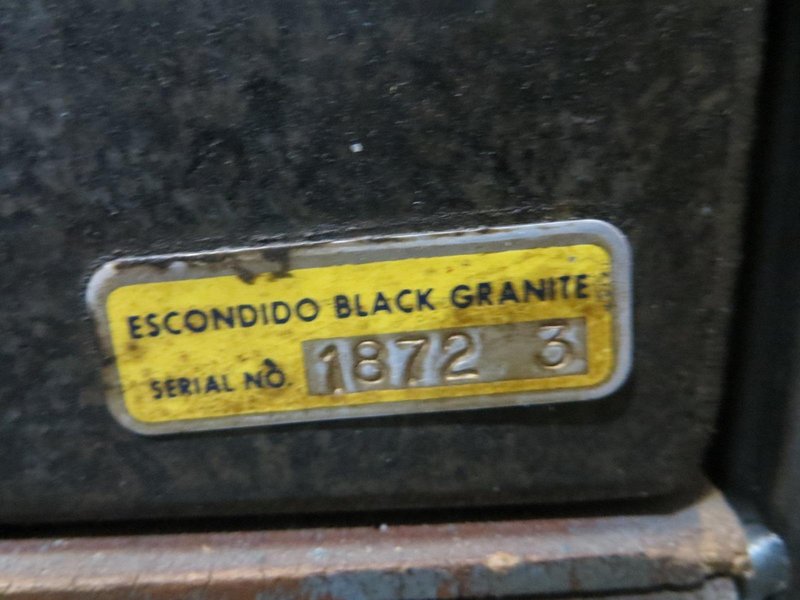 ESCONDIDO BLACK GRANITE
SERIAL NO. 1872 3